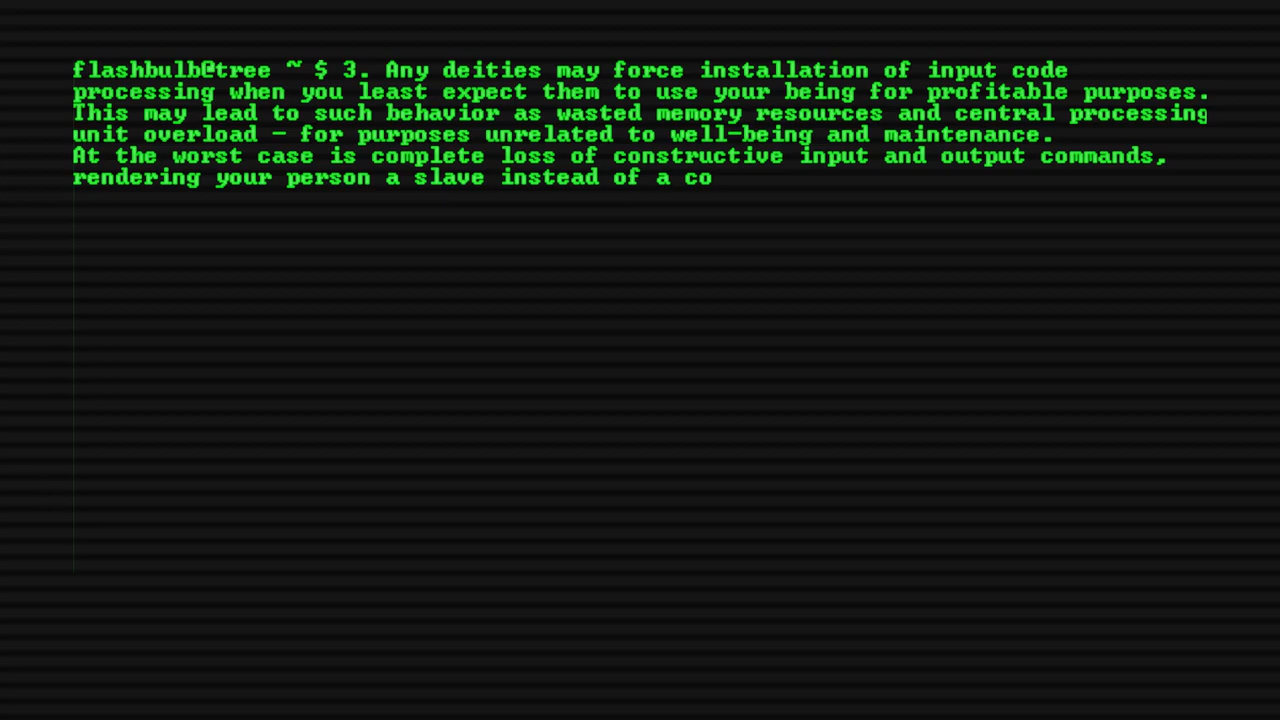 flashbulb@tree ~ $ 3. Any deities may force installation of input code
processing when you least expect them to use your being for profitable purposes.
This may lead to such behavior as wasted memory resources and central processing
unit overload - for purposes unrelated to well-being and maintenance.
At the worst case is complete loss of constructive input and output commands,
rendering your person a slave instead of a co